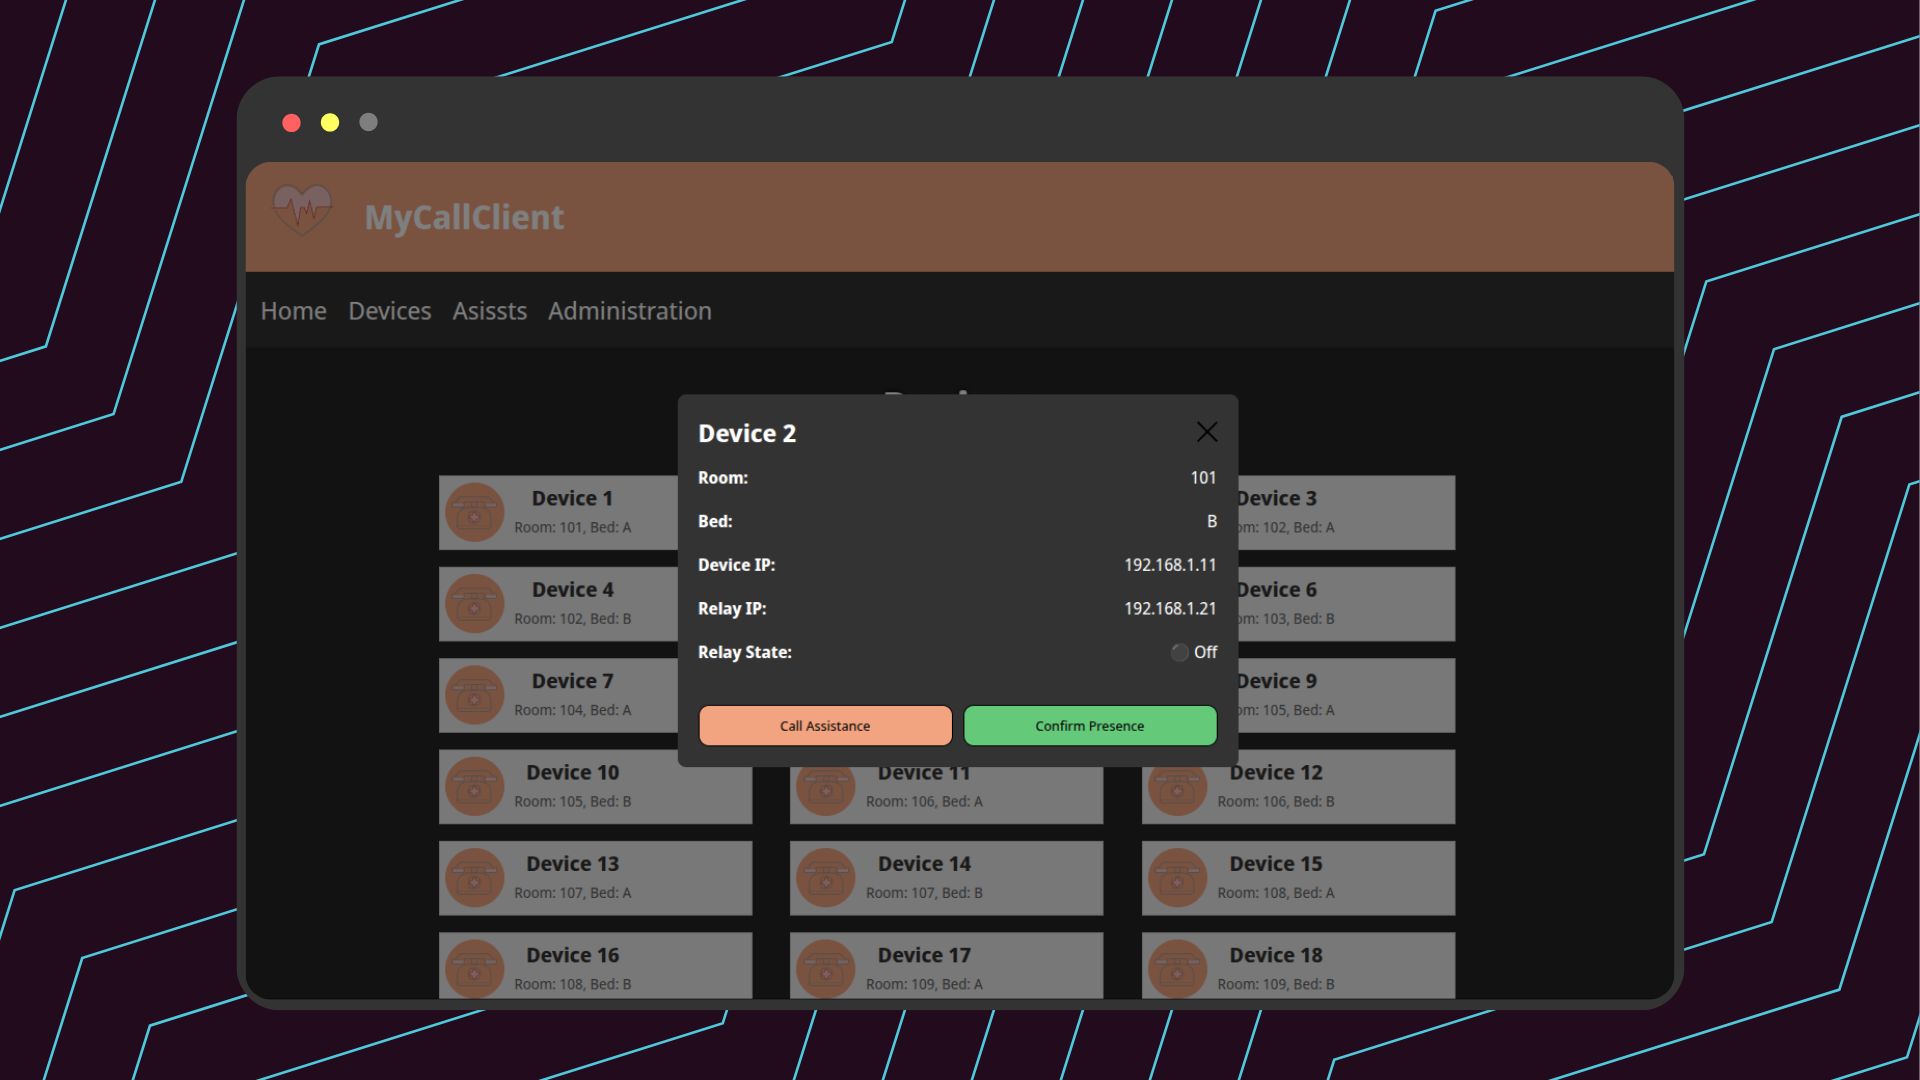 MyCallClient
Home Devices Asissts Administration
Device 2
Room: 101
Bed: B
Device IP: 192.168.1.11
Relay IP: 192.168.1.21
Relay State: Off
Call Assistance Confirm Presence
Device 1
Room: 101, Bed: A
Device 3
om: 102, Bed: A
Device 4
Room: 102, Bed: B
Device 6
om: 103, Bed: B
Device 7
Room: 104, Bed: A
Device 9
om: 105, Bed: A
Device 10
Room: 105, Bed: B
Device 11
Room: 106, Bed: A
Device 12
Room: 106, Bed: B
Device 13
Room: 107, Bed: A
Device 14
Room: 107, Bed: B
Device 15
Room: 108, Bed: A
Device 16
Room: 108, Bed: B
Device 17
Room: 109, Bed: A
Device 18
Room: 109, Bed: B